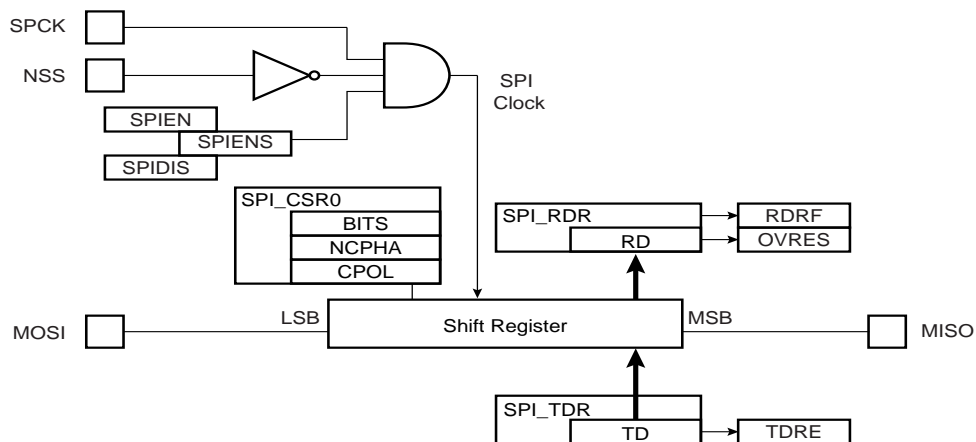 SPCK
NSS
SPI
Clock
SPIEN
SPIENS
SPIDIS
SPI_CSR0
BITS
NCPHA
CPOL
SPI_RDR
RD
RDRF
OVRES
MOSI
LSB
Shift Register
MSB
MISO
SPI_TDR
TD
TDRE